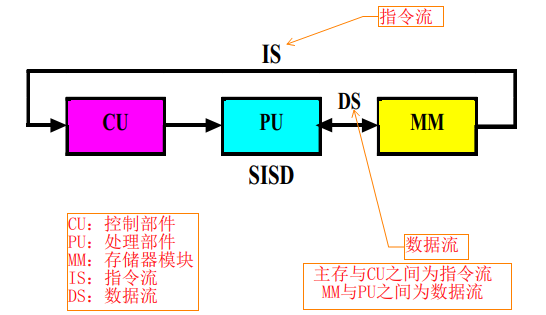 指令流
IS
CU
PU
DS
MM
SISD
CU：控制部件
PU：处理部件
MM：存储器模块
IS：指令流
DS：数据流
数据流
主存与CU之间为指令流
MM与PU之间为数据流